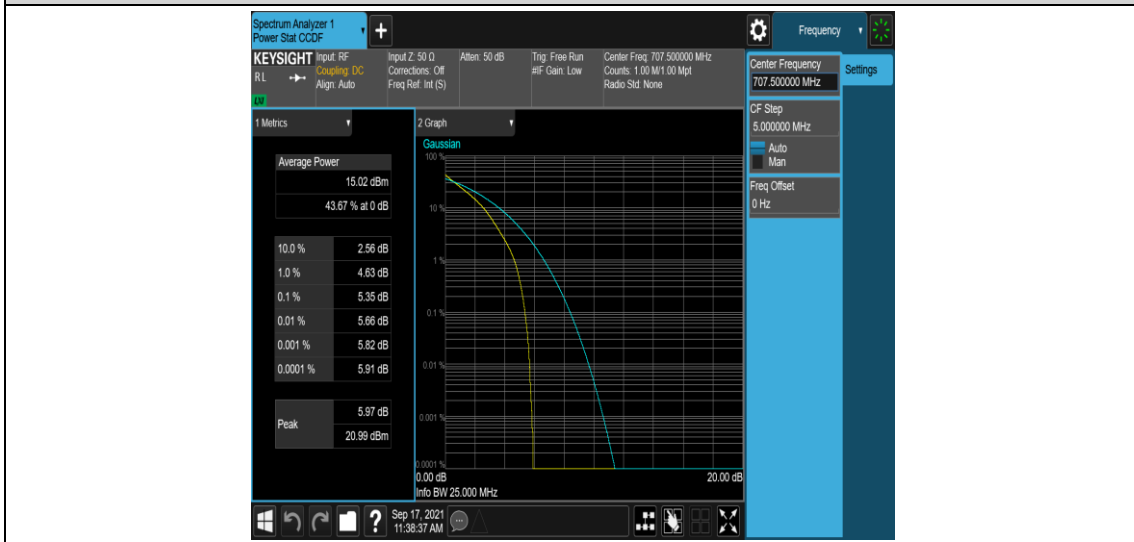 Spectrum Analyzer 1
Power Stat CCDF
+
Frequency
KEYSIGHT
RL
LXI
Input: RF
Coupling: DC
Align: Auto
Input Z: 50 Ω
Corrections: Off
Freq Ref: Int (S)
Atten: 50 dB
Trig: Free Run
#IF Gain: Low
Center Freq: 707.500000 MHz
Counts: 1.00 M/1.00 Mpt
Radio Std: None
Center Frequency
707.500000 MHz
Settings
CF Step
5.000000 MHz
Auto
Man
Freq Offset
0 Hz
1 Metrics
Average Power
15.02 dBm
43.67 % at 0 dB
10.0 % 2.56 dB
1.0 % 4.63 dB
0.1 % 5.35 dB
0.01 % 5.66 dB
0.001 % 5.82 dB
0.0001 % 5.91 dB
Peak
5.97 dB
20.99 dBm
2 Graph
Gaussian
100 %
10 %
1 %
0.1 %
0.01 %
0.001 %
0.0001 %
0.00 dB 20.00 dB
Info BW 25.000 MHz
?
Sep 17, 2021
11:38:37 AM